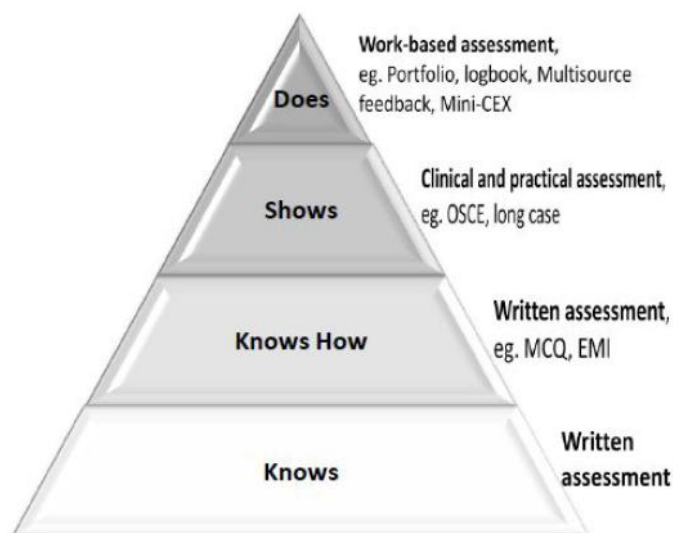 Work-based assessment,
eg. Portfolio, logbook, Multisource
feedback, Mini-CEX
Does
Clinical and practical assessment,
eg. OSCE, long case
Shows
Written assessment,
eg. MCQ, EMI
Knows How
Written
assessment
Knows